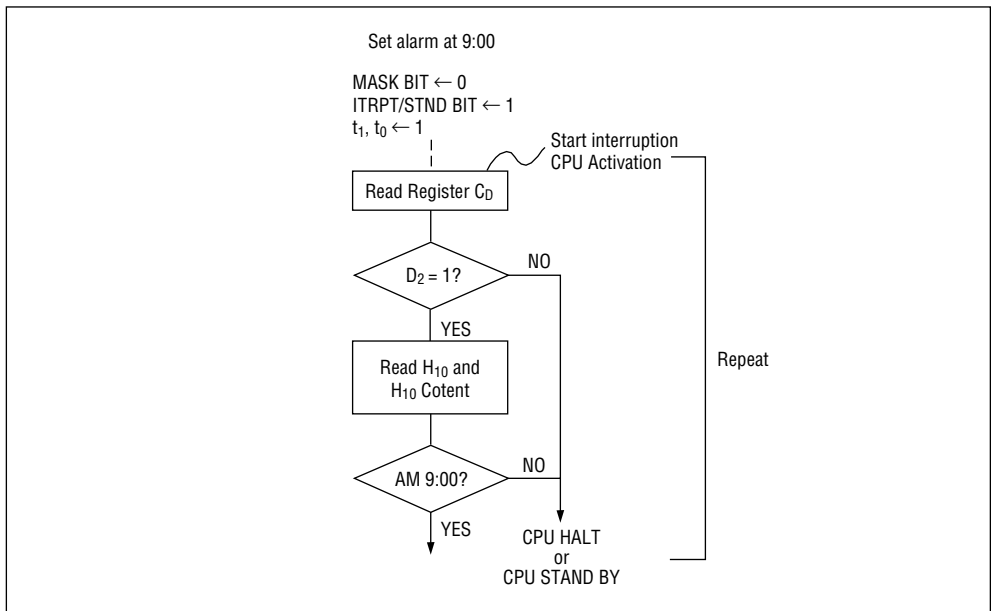 Set alarm at 9:00
MASK BIT ← 0
ITRPT/STND BIT ← 1
t₁, t₀ ← 1
Start interruption
CPU Activation
Read Register C_D
D₂ = 1?
NO
YES
Read H₁₀ and
H₁₀ Cotent
Repeat
AM 9:00?
NO
YES
CPU HALT
or
CPU STAND BY